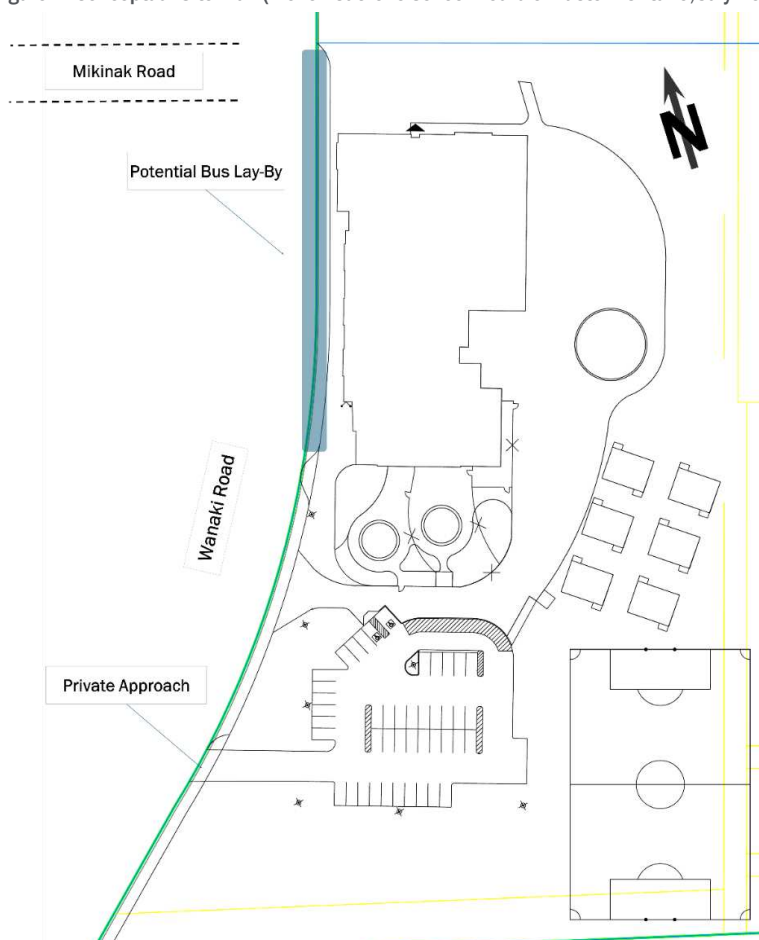 Mikinak Road
Potential Bus Lay-By
N
Wanaki Road
Private Approach